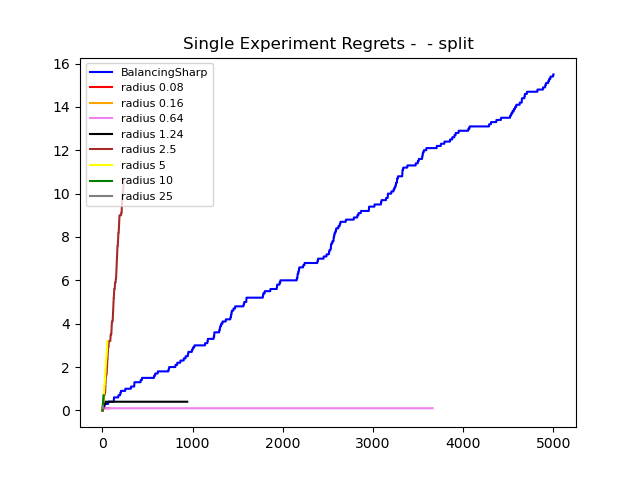 Single Experiment Regrets -  - split
16
14
12
10
8
6
4
2
0
BalancingSharp
radius 0.08
radius 0.16
radius 0.64
radius 1.24
radius 2.5
radius 5
radius 10
radius 25
0 1000 2000 3000 4000 5000